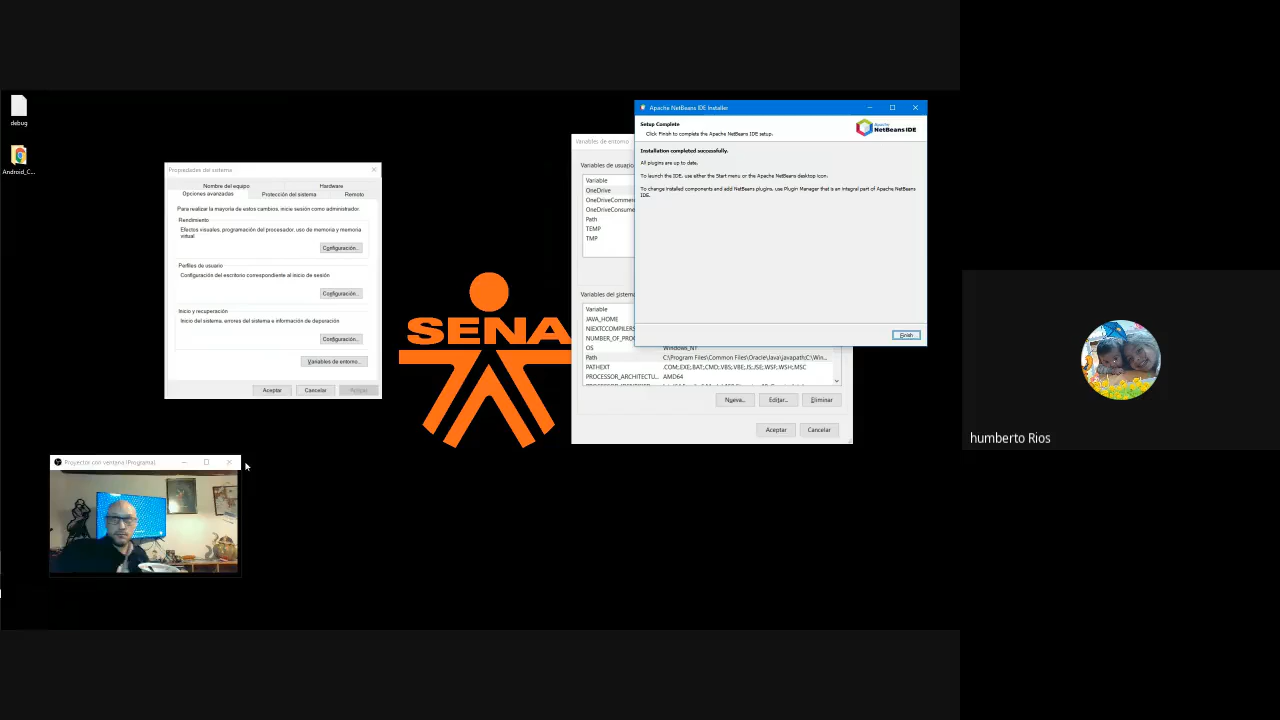 debug
Android_C...
Propiedades del sistema
Nombre del equipo
Hardware
Opciones avanzadas
Protección del sistema
Remoto
Para realizar la mayoría de estos cambios, inicie sesión como administrador.
Rendimiento
Efectos visuales, programación del procesador, uso de memoria y memoria
virtual
Configuración...
Perfiles de usuario
Configuración del escritorio correspondiente al inicio de sesión
Configuración...
Inicio y recuperación
Inicio del sistema, errores del sistema e información de depuración
Configuración...
Variables de entorno...
Aceptar
Cancelar
Aplicar
SENA
Variables de entorno
Variables de usuario
Variable
OneDrive
OneDriveCommer
OneDriveConsume
Path
TEMP
TMP
Variables del sistema
Variable
JAVA_HOME
NIEXTCCOMPILERS
NUMBER_OF_PROC
OS Windows_NT
Path C:\Program Files\Common Files\Oracle\Java\javapath;C:\Win...
PATHEXT .COM;.EXE;.BAT;.CMD;.VBS;.VBE;.JS;.JSE;.WSF;.WSH;.MSC
PROCESSOR_ARCHITECTU... AMD64
Nueva...
Editar...
Eliminar
Aceptar
Cancelar
Apache NetBeans IDE Installer
Setup Complete
Click Finish to complete the Apache NetBeans IDE setup.
Apache
NetBeans IDE
Installation completed successfully.
All plugins are up to date.
To launch the IDE, use either the Start menu or the Apache NetBeans desktop icon.
To change installed components and add NetBeans plugins, use Plugin Manager that is an integral part of Apache NetBeans
IDE.
Finish
Proyector con ventana (Programa)
humberto Rios